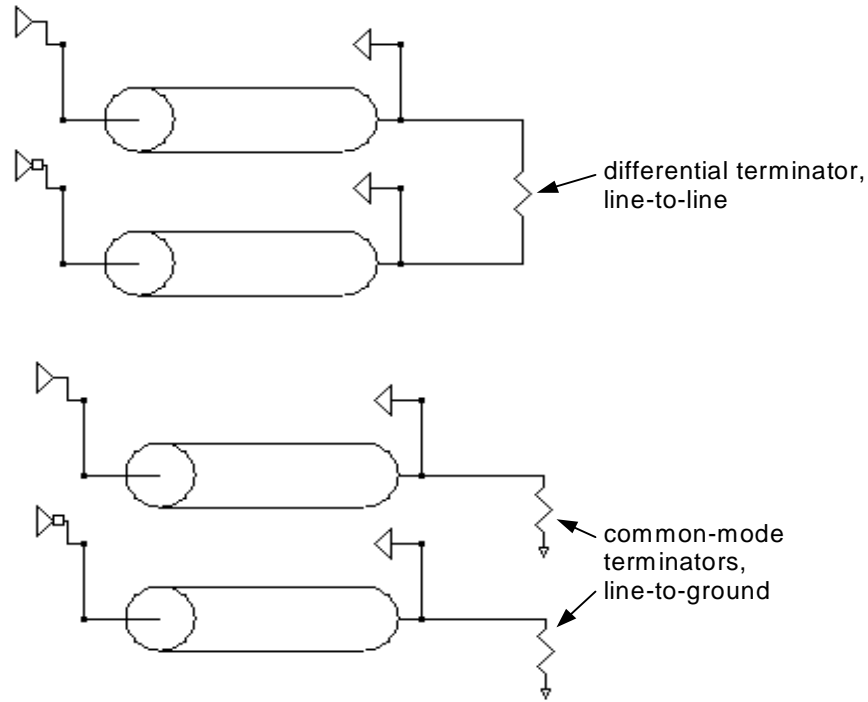 differential terminator,
line-to-line
common-mode
terminators,
line-to-ground